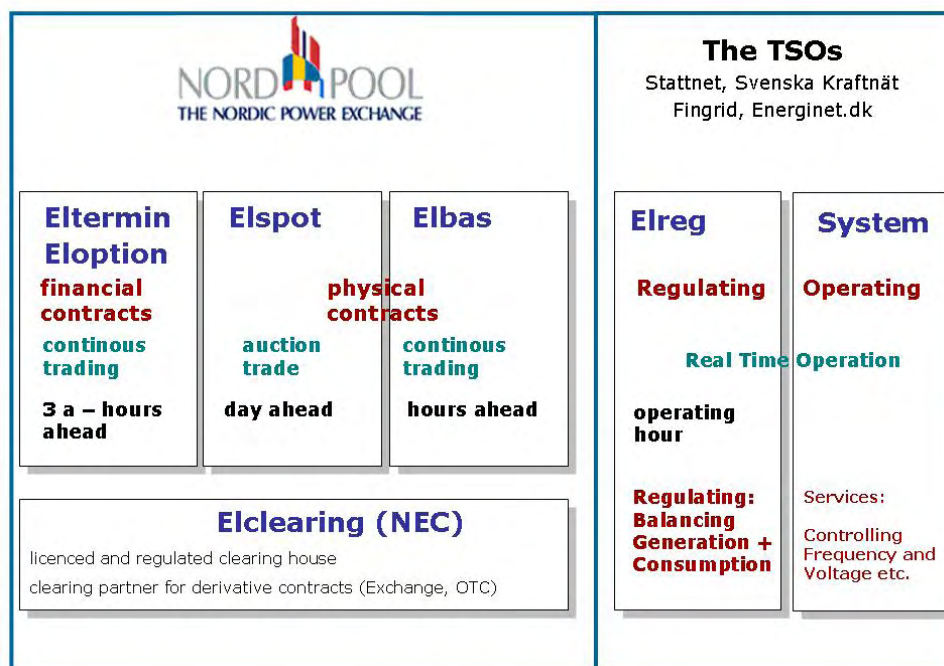 NORD POOL
THE NORDIC POWER EXCHANGE
The TSOs
Stattnet, Svenska Kraftnät
Fingrid, Energinet.dk
Eltermin
Eloption
financial
contracts
continous
trading
3 a – hours
ahead
Elspot
Elbas
physical
contracts
auction
trade
day ahead
continous
trading
hours ahead
Elclearing (NEC)
licenced and regulated clearing house
clearing partner for derivative contracts (Exchange, OTC)
Elreg
System
Regulating
Operating
Real Time Operation
operating
hour
Regulating:
Balancing
Generation +
Consumption
Services:
Controlling
Frequency and
Voltage etc.